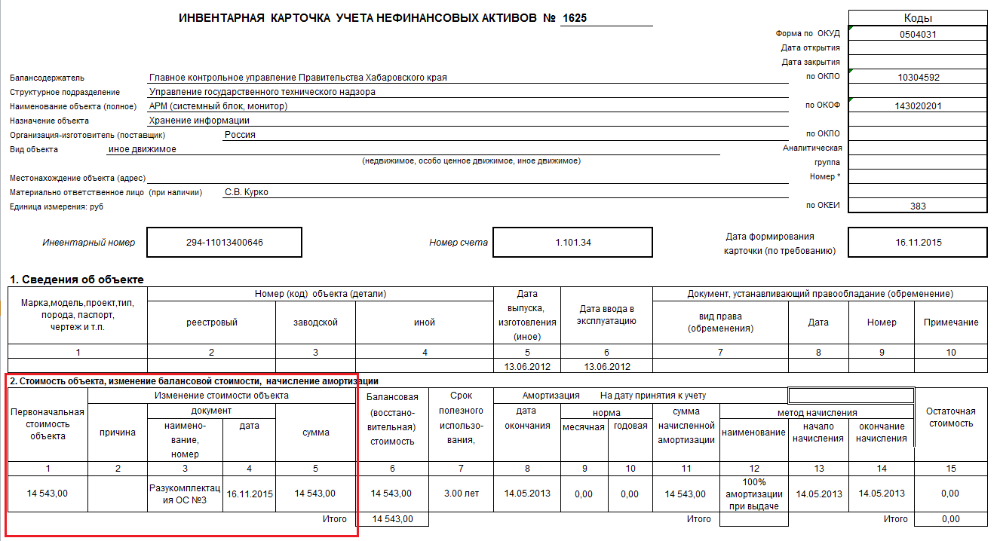 ИНВЕНТАРНАЯ КАРТОЧКА УЧЕТА НЕФИНАНСОВЫХ АКТИВОВ № 1625
Коды
Форма по ОКУД 0504031
Дата открытия
Дата закрытия
Балансодержатель Главное контрольное управление Правительства Хабаровского края по ОКПО 10304592
Структурное подразделение Управление государственного технического надзора
Наименование объекта (полное) АРМ (системный блок, монитор) по ОКОФ 143020201
Назначение объекта Хранение информации
Организация-изготовитель (поставщик) Россия по ОКПО
Вид объекта иное движимое Аналитическая
(недвижимое, особо ценное движимое, иное движимое) группа
Местонахождение объекта (адрес) Номер *
Материально ответственное лицо (при наличии) С.В. Курко
Единица измерения: руб по ОКЕИ 383
Инвентарный номер 294-11013400646 Номер счета 1.101.34 Дата формирования
карточки (по требованию) 16.11.2015
1. Сведения об объекте
Марка,модель,проект,тип,
порода, паспорт,
чертеж и т.п.
Номер (код) объекта (детали)
реестровый заводской иной
Дата
выпуска,
изготовления
(иное)
Дата ввода в
эксплуатацию
Документ, устанавливающий правообладание (обременение)
вид права
(обременения)
Дата Номер Примечание
1 2 3 4 5 6 7 8 9 10
13.06.2012 13.06.2012
2. Стоимость объекта, изменение балансовой стоимости, начисление амортизации
Первоначальная
стоимость
объекта
Изменение стоимости объекта
причина
документ
наимено-
вание,
номер
дата
сумма
Балансовая
(восстано-
вительная)
стоимость
Срок
полезного
использо-
вания,
Амортизация На дату принятия к учету
дата
окончания
норма
месячная годовая
сумма
начисленной
амортизации
метод начисления
наименование
начало
начисления
окончание
начисления
Остаточная
стоимость
1 2 3 4 5 6 7 8 9 10 11 12 13 14 15
14 543,00 Разукомплектац
ия ОС №3 16.11.2015 14 543,00 14 543,00 3.00 лет 14.05.2013 0,00 0,00 14 543,00 100%
амортизации
при выдаче 14.05.2013 14.05.2013 0,00
Итого 14 543,00 Итого Итого 0,00